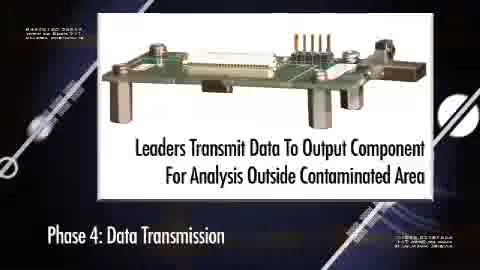 Leaders Transmit Data To Output Component
For Analysis Outside Contaminated Area
Phase 4: Data Transmission